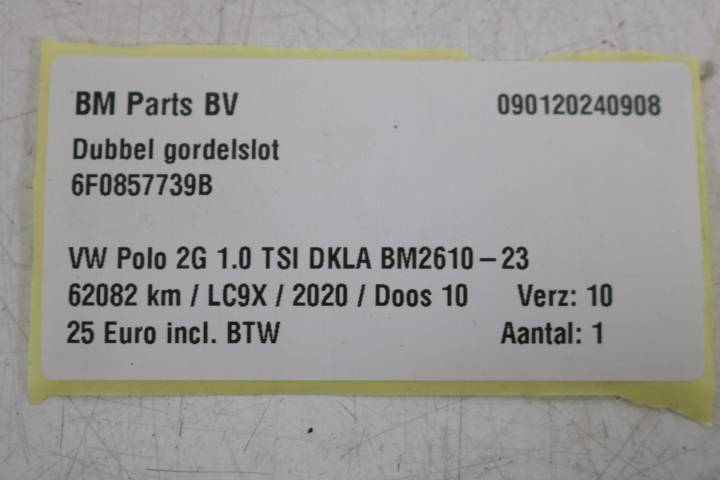 BM Parts BV 090120240908
Dubbel gordelslot
6F0857739B
VW Polo 2G 1.0 TSI DKLA BM2610-23
62082 km / LC9X / 2020 / Doos 10 Verz: 10
25 Euro incl. BTW Aantal: 1